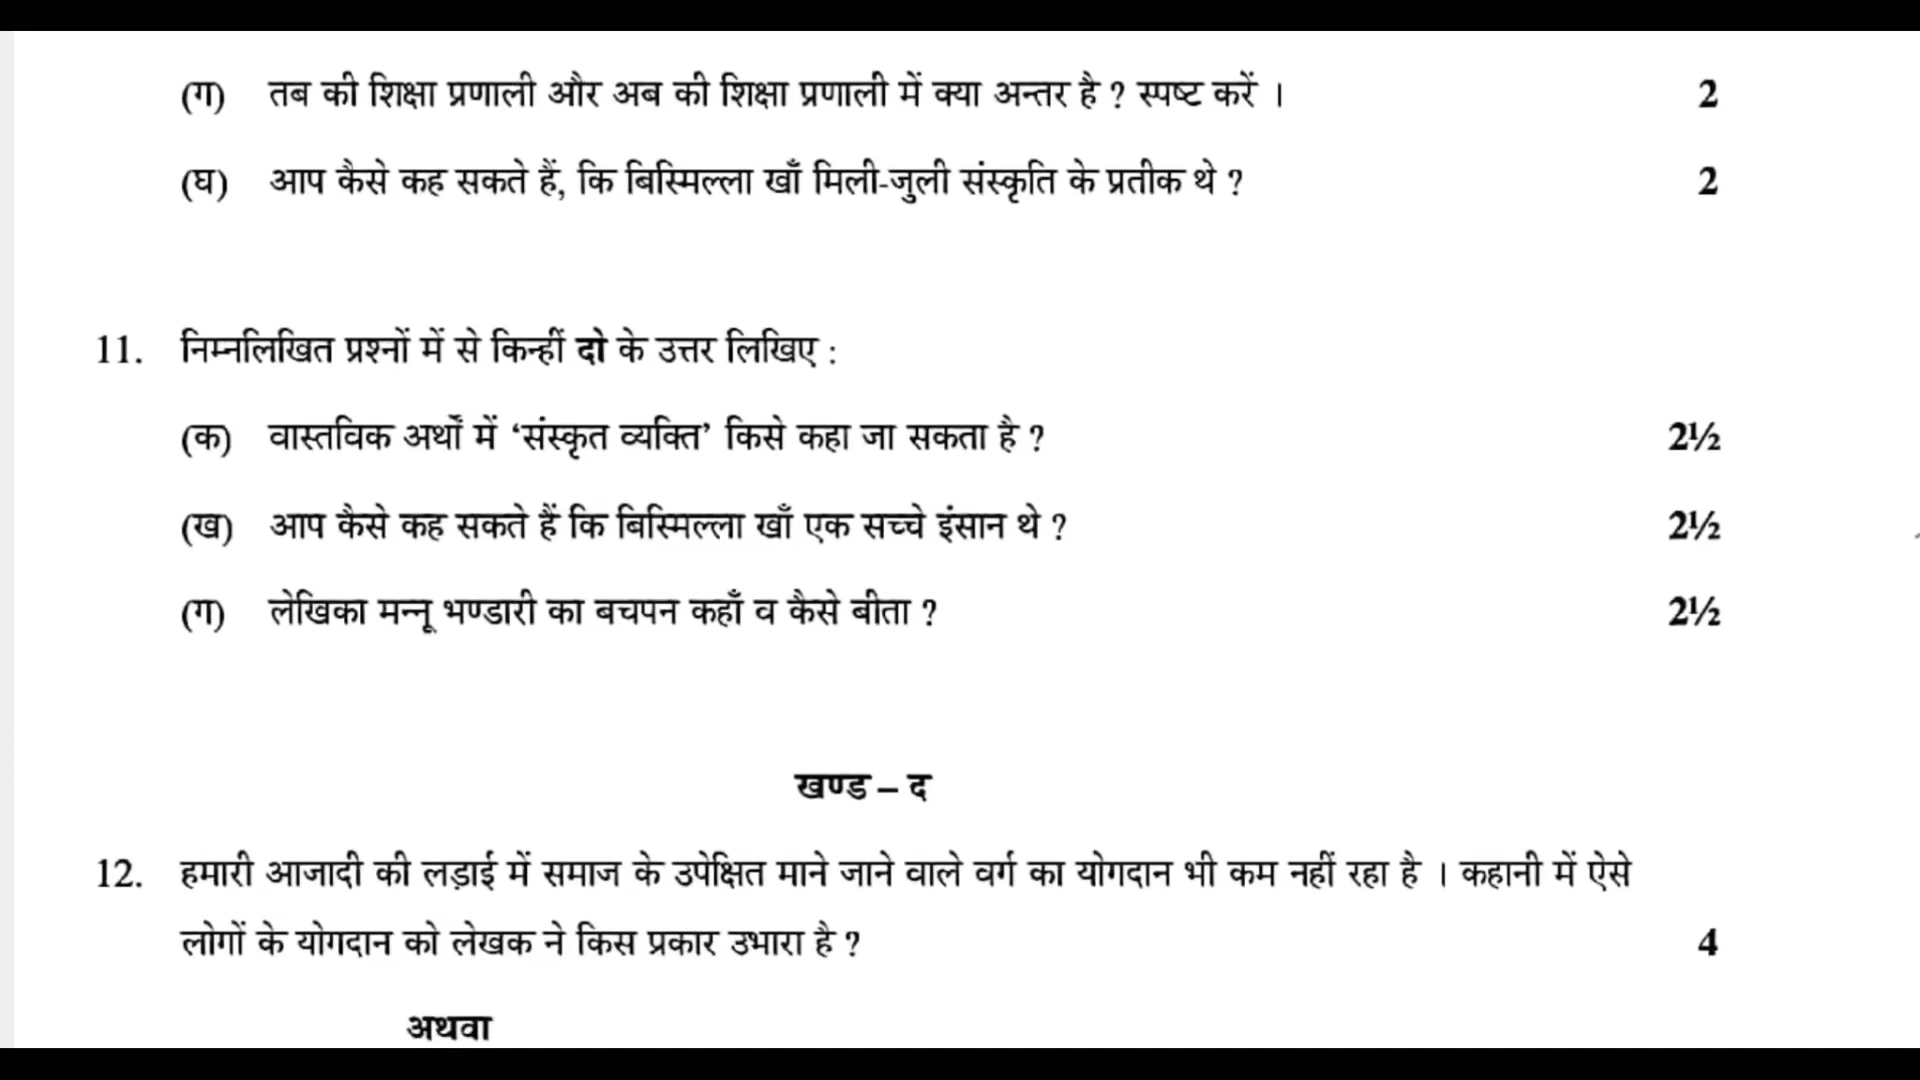 (ग) तब की शिक्षा प्रणाली और अब की शिक्षा प्रणाली में क्या अन्तर है ? स्पष्ट करें । 2
(घ) आप कैसे कह सकते हैं, कि बिस्मिल्ला खाँ मिली-जुली संस्कृति के प्रतीक थे ? 2
11. निम्नलिखित प्रश्नों में से किन्हीं दो के उत्तर लिखिए :
(क) वास्तविक अर्थों में ‘संस्कृत व्यक्ति’ किसे कहा जा सकता है ? 2½
(ख) आप कैसे कह सकते हैं कि बिस्मिल्ला खाँ एक सच्चे इंसान थे ? 2½
(ग) लेखिका मन्नू भण्डारी का बचपन कहाँ व कैसे बीता ? 2½
खण्ड – द
12. हमारी आजादी की लड़ाई में समाज के उपेक्षित माने जाने वाले वर्ग का योगदान भी कम नहीं रहा है । कहानी में ऐसे
लोगों के योगदान को लेखक ने किस प्रकार उभारा है ? 4
अथवा